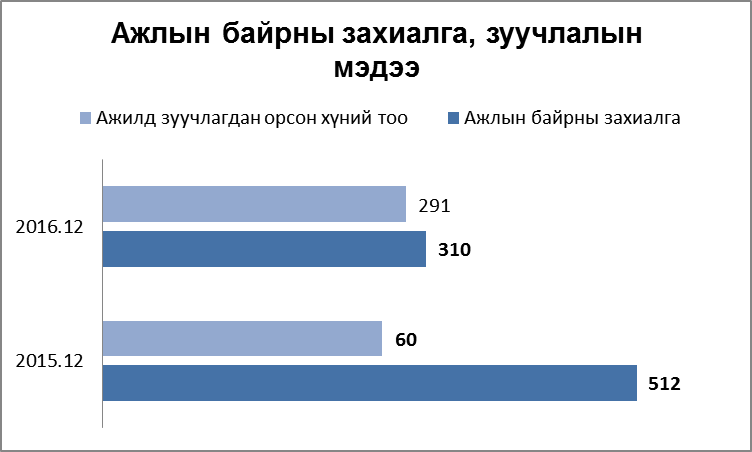 Ажлын байрны захиалга, зуучлалын
мэдээ
Ажилд зуучлагдан орсон хүний тоо
Ажлын байрны захиалга
2016.12
291
310
2015.12
60
512